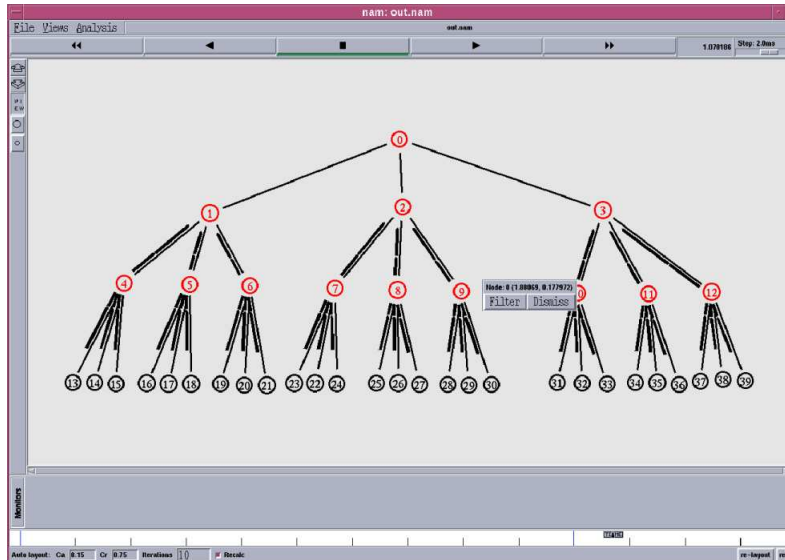 nam: out.nam
File Views Analysis
out.nam
1.070186
Step: 2.0ms
0
1 2 3
4 5 6 7 8 9 0 11 12
Node: 8 (1.88069, 0.177972)
Filter Dismiss
13 14 15 16 17 18 19 20 21 23 22 24 25 26 27 28 29 30 31 32 33 34 35 36 37 38 39
Monitors
Auto layout: Ca 0.15 Cr 0.75 Iterations 10 Recalc
re-layout